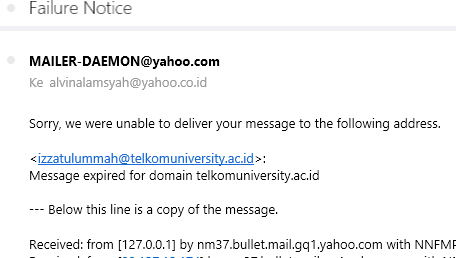 Failure Notice
MAILER-DAEMON@yahoo.com
Ke alvinalamsyah@yahoo.co.id
Sorry, we were unable to deliver your message to the following address.
<izzatulummah@telkomuniversity.ac.id>:
Message expired for domain telkomuniversity.ac.id
--- Below this line is a copy of the message.
Received: from [127.0.0.1] by nm37.bullet.mail.gq1.yahoo.com with NNFMP